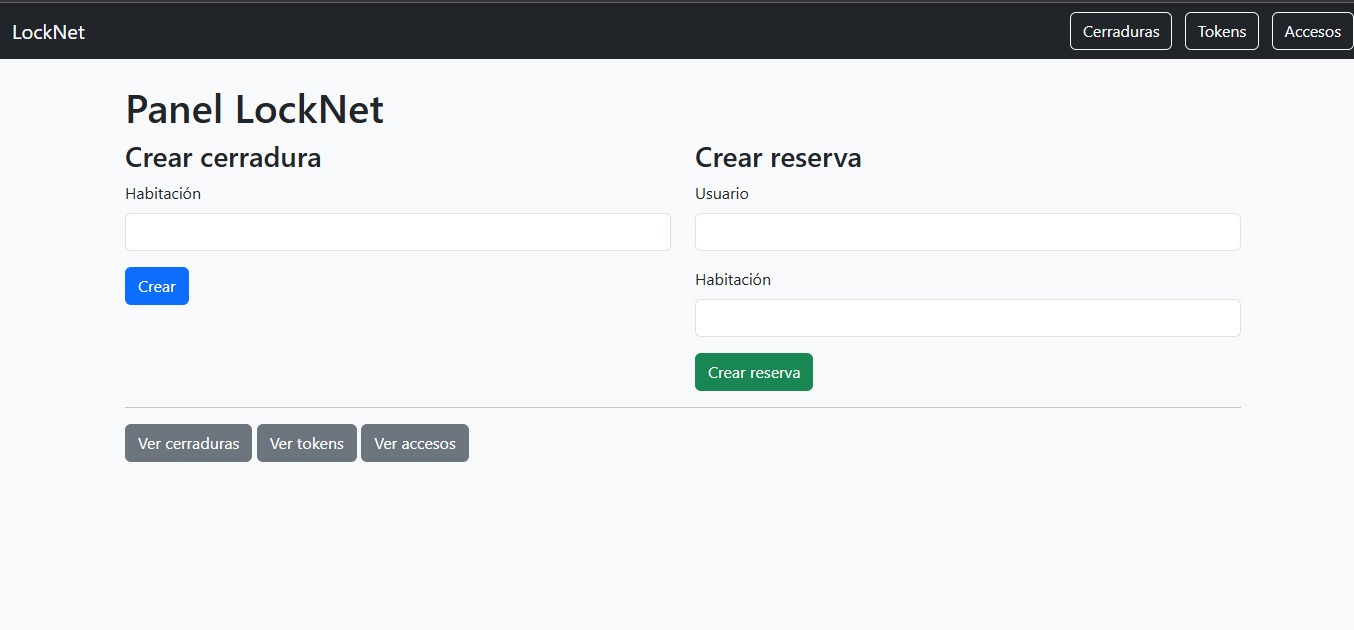 LockNet
Cerraduras
Tokens
Accesos
Panel LockNet
Crear cerradura
Habitación
Crear
Crear reserva
Usuario
Habitación
Crear reserva
Ver cerraduras
Ver tokens
Ver accesos